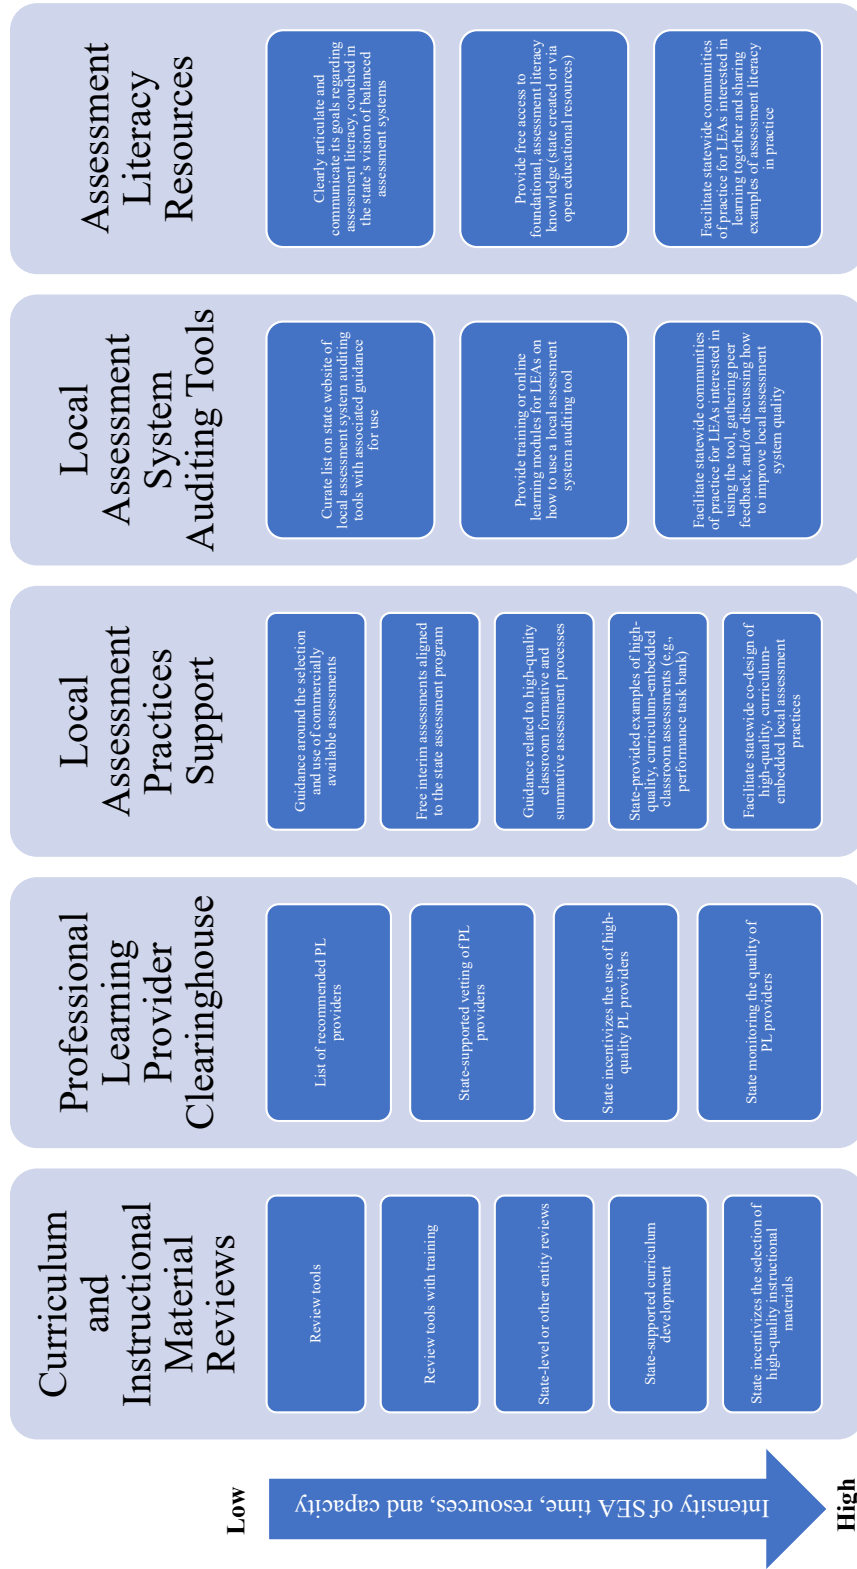 Low
Intensity of SEA time, resources, and capacity
High
Curriculum
and
Instructional
Material
Reviews
Review tools
Review tools with training
State-level or other entity reviews
State-supported curriculum
development
State incentivizes the selection of
high-quality instructional
materials
Professional
Learning
Provider
Clearinghouse
List of recommended PL
providers
State-supported vetting of PL
providers
State incentivizes the use of high-
quality PL providers
State monitoring the quality of
PL providers
Local
Assessment
Practices
Support
Guidance around the selection
and use of commercially
available assessments
Free interim assessments aligned
to the state assessment program
Guidance related to high-quality
classroom formative and
summative assessment processes
State-provided examples of high-
quality, curriculum-embedded
classroom assessments (e.g.,
performance task bank)
Facilitate statewide co-design of
high-quality, curriculum-
embedded local assessment
practices
Local
Assessment
System
Auditing Tools
Curate list on state website of
local assessment system auditing
tools with associated guidance
for use
Provide training or online
learning modules for LEAs on
how to use a local assessment
system auditing tool
Facilitate statewide communities
of practice for LEAs interested in
using the tool, gathering peer
feedback, and/or discussing how
to improve local assessment
system quality
Assessment
Literacy
Resources
Clearly articulate and
communicate its goals regarding
assessment literacy, couched in
the state's vision of balanced
assessment systems
Provide free access to
foundational, assessment literacy
knowledge (state created or via
open educational resources)
Facilitate statewide communities
of practice for LEAs interested in
learning together and sharing
examples of assessment literacy
in practice